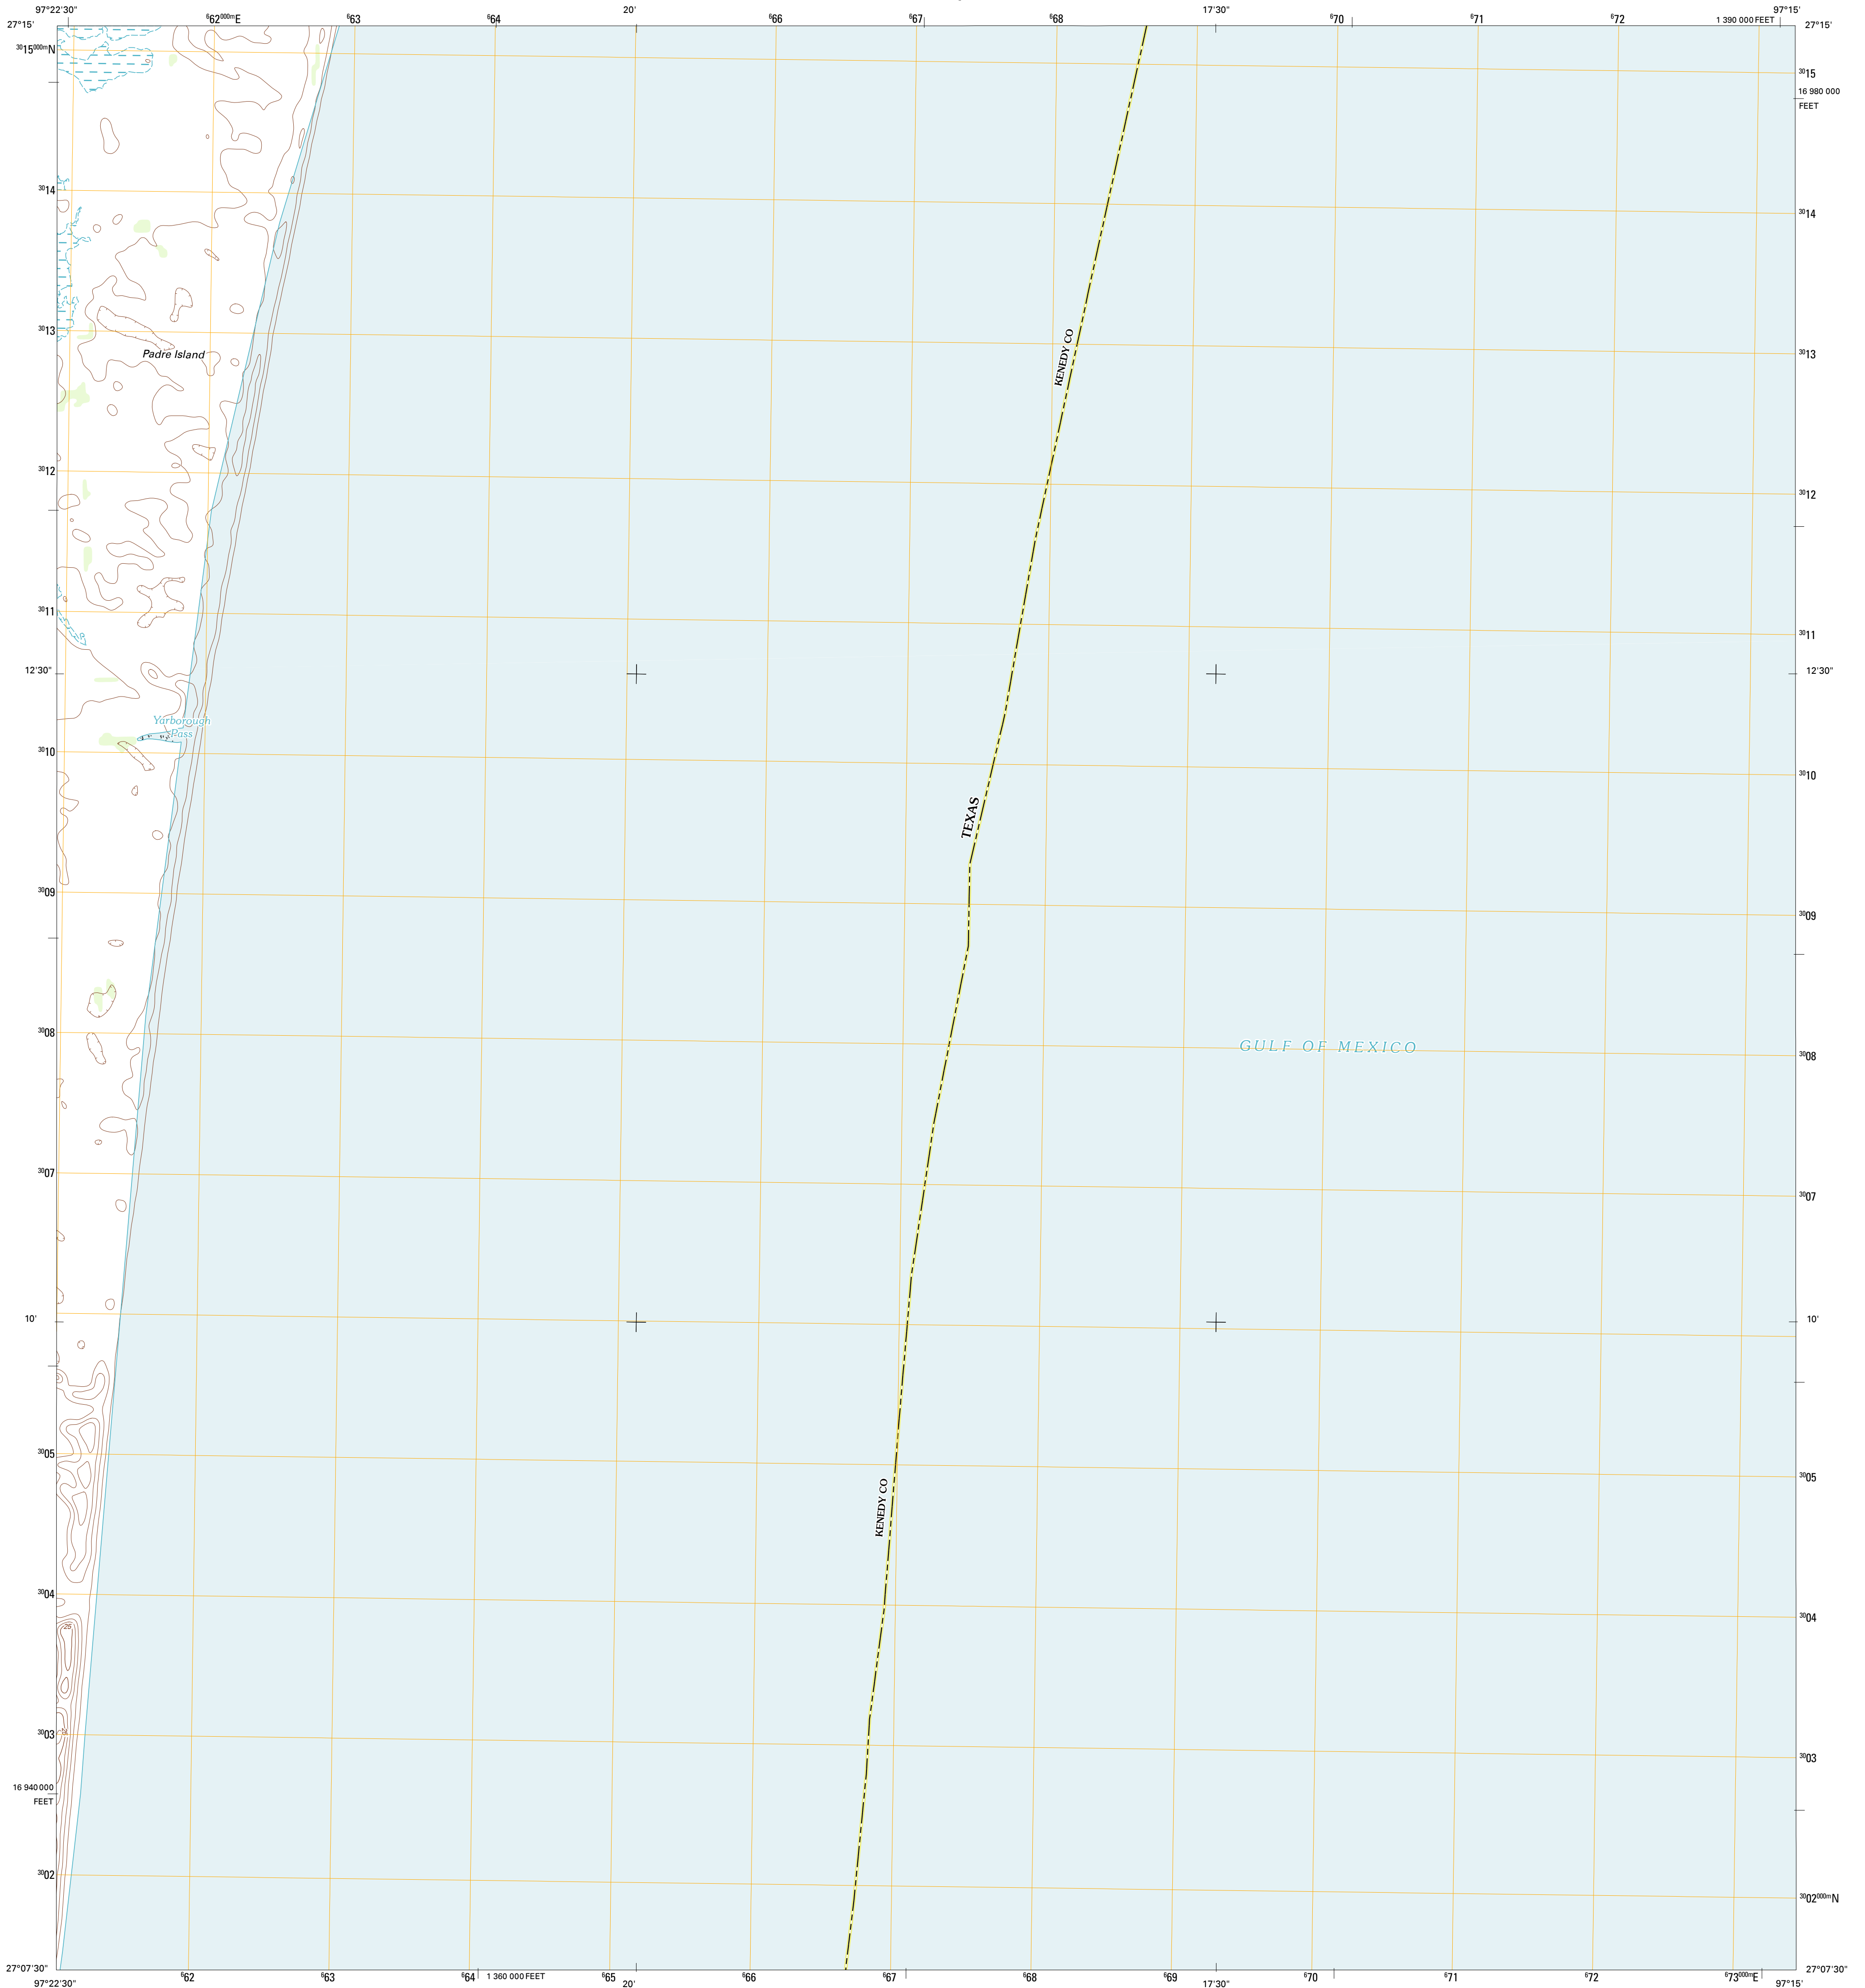 97°22'30" ⁶62⁰⁰⁰ᵐE ⁶63 ⁶64 20' ⁶66 ⁶67 ⁶68 17'30" ⁶70 ⁶71 ⁶72 1 390 000 FEET 97°15'
27°15' 27°15'
³⁰15⁰⁰⁰ᵐN
³⁰15
16 980 000
FEET
³⁰14 ³⁰14
³⁰13 KENEDY CO
Padre Island ³⁰13
³⁰12 ³⁰12
³⁰11 ³⁰11
12'30" 12'30"
Yarborough
Pass
³⁰10 ³⁰10
TEXAS
³⁰09 ³⁰09
³⁰08 GULF OF MEXICO ³⁰08
³⁰07 ³⁰07
10' 10'
³⁰05 ³⁰05
KENEDY CO
³⁰04 ³⁰04
25
³⁰03 ³⁰03
16 940 000
FEET
³⁰02 ³⁰02⁰⁰⁰ᵐN
27°07'30" 27°07'30"
97°22'30" ⁶62 ⁶63 ⁶64 1 360 000 FEET ⁶65 20' ⁶66 ⁶67 ⁶68 ⁶69 17'30" ⁶70 ⁶71 ⁶72 ⁶73⁰⁰⁰ᵐE 97°15'